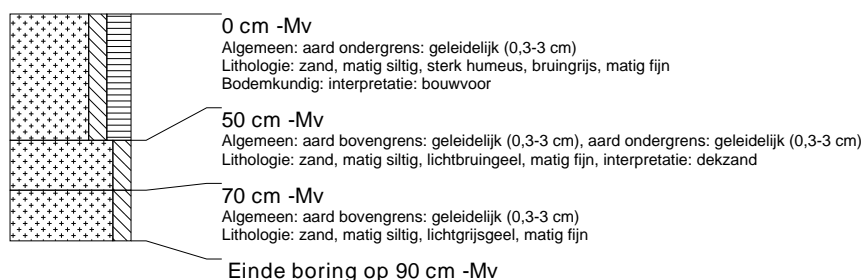 0 cm -Mv
Algemeen: aard ondergrens: geleidelijk (0,3-3 cm)
Lithologie: zand, matig siltig, sterk humeus, bruingrijs, matig fijn
Bodemkundig: interpretatie: bouwvoor
50 cm -Mv
Algemeen: aard bovengrens: geleidelijk (0,3-3 cm), aard ondergrens: geleidelijk (0,3-3 cm)
Lithologie: zand, matig siltig, lichtbruingeel, matig fijn, interpretatie: dekzand
70 cm -Mv
Algemeen: aard bovengrens: geleidelijk (0,3-3 cm)
Lithologie: zand, matig siltig, lichtgrijsgeel, matig fijn
Einde boring op 90 cm -Mv